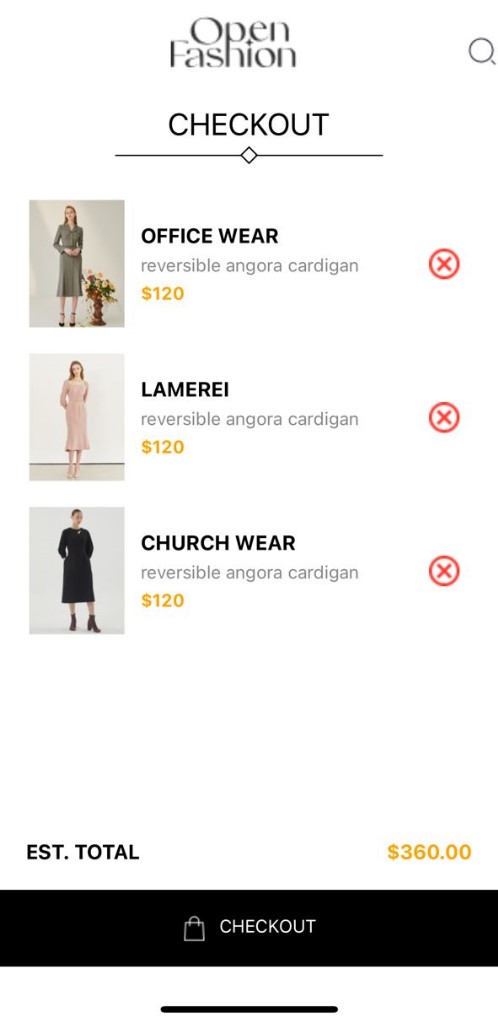 Open
Fashion
CHECKOUT
OFFICE WEAR
reversible angora cardigan
$120
LAMEREI
reversible angora cardigan
$120
CHURCH WEAR
reversible angora cardigan
$120
EST. TOTAL $360.00
CHECKOUT